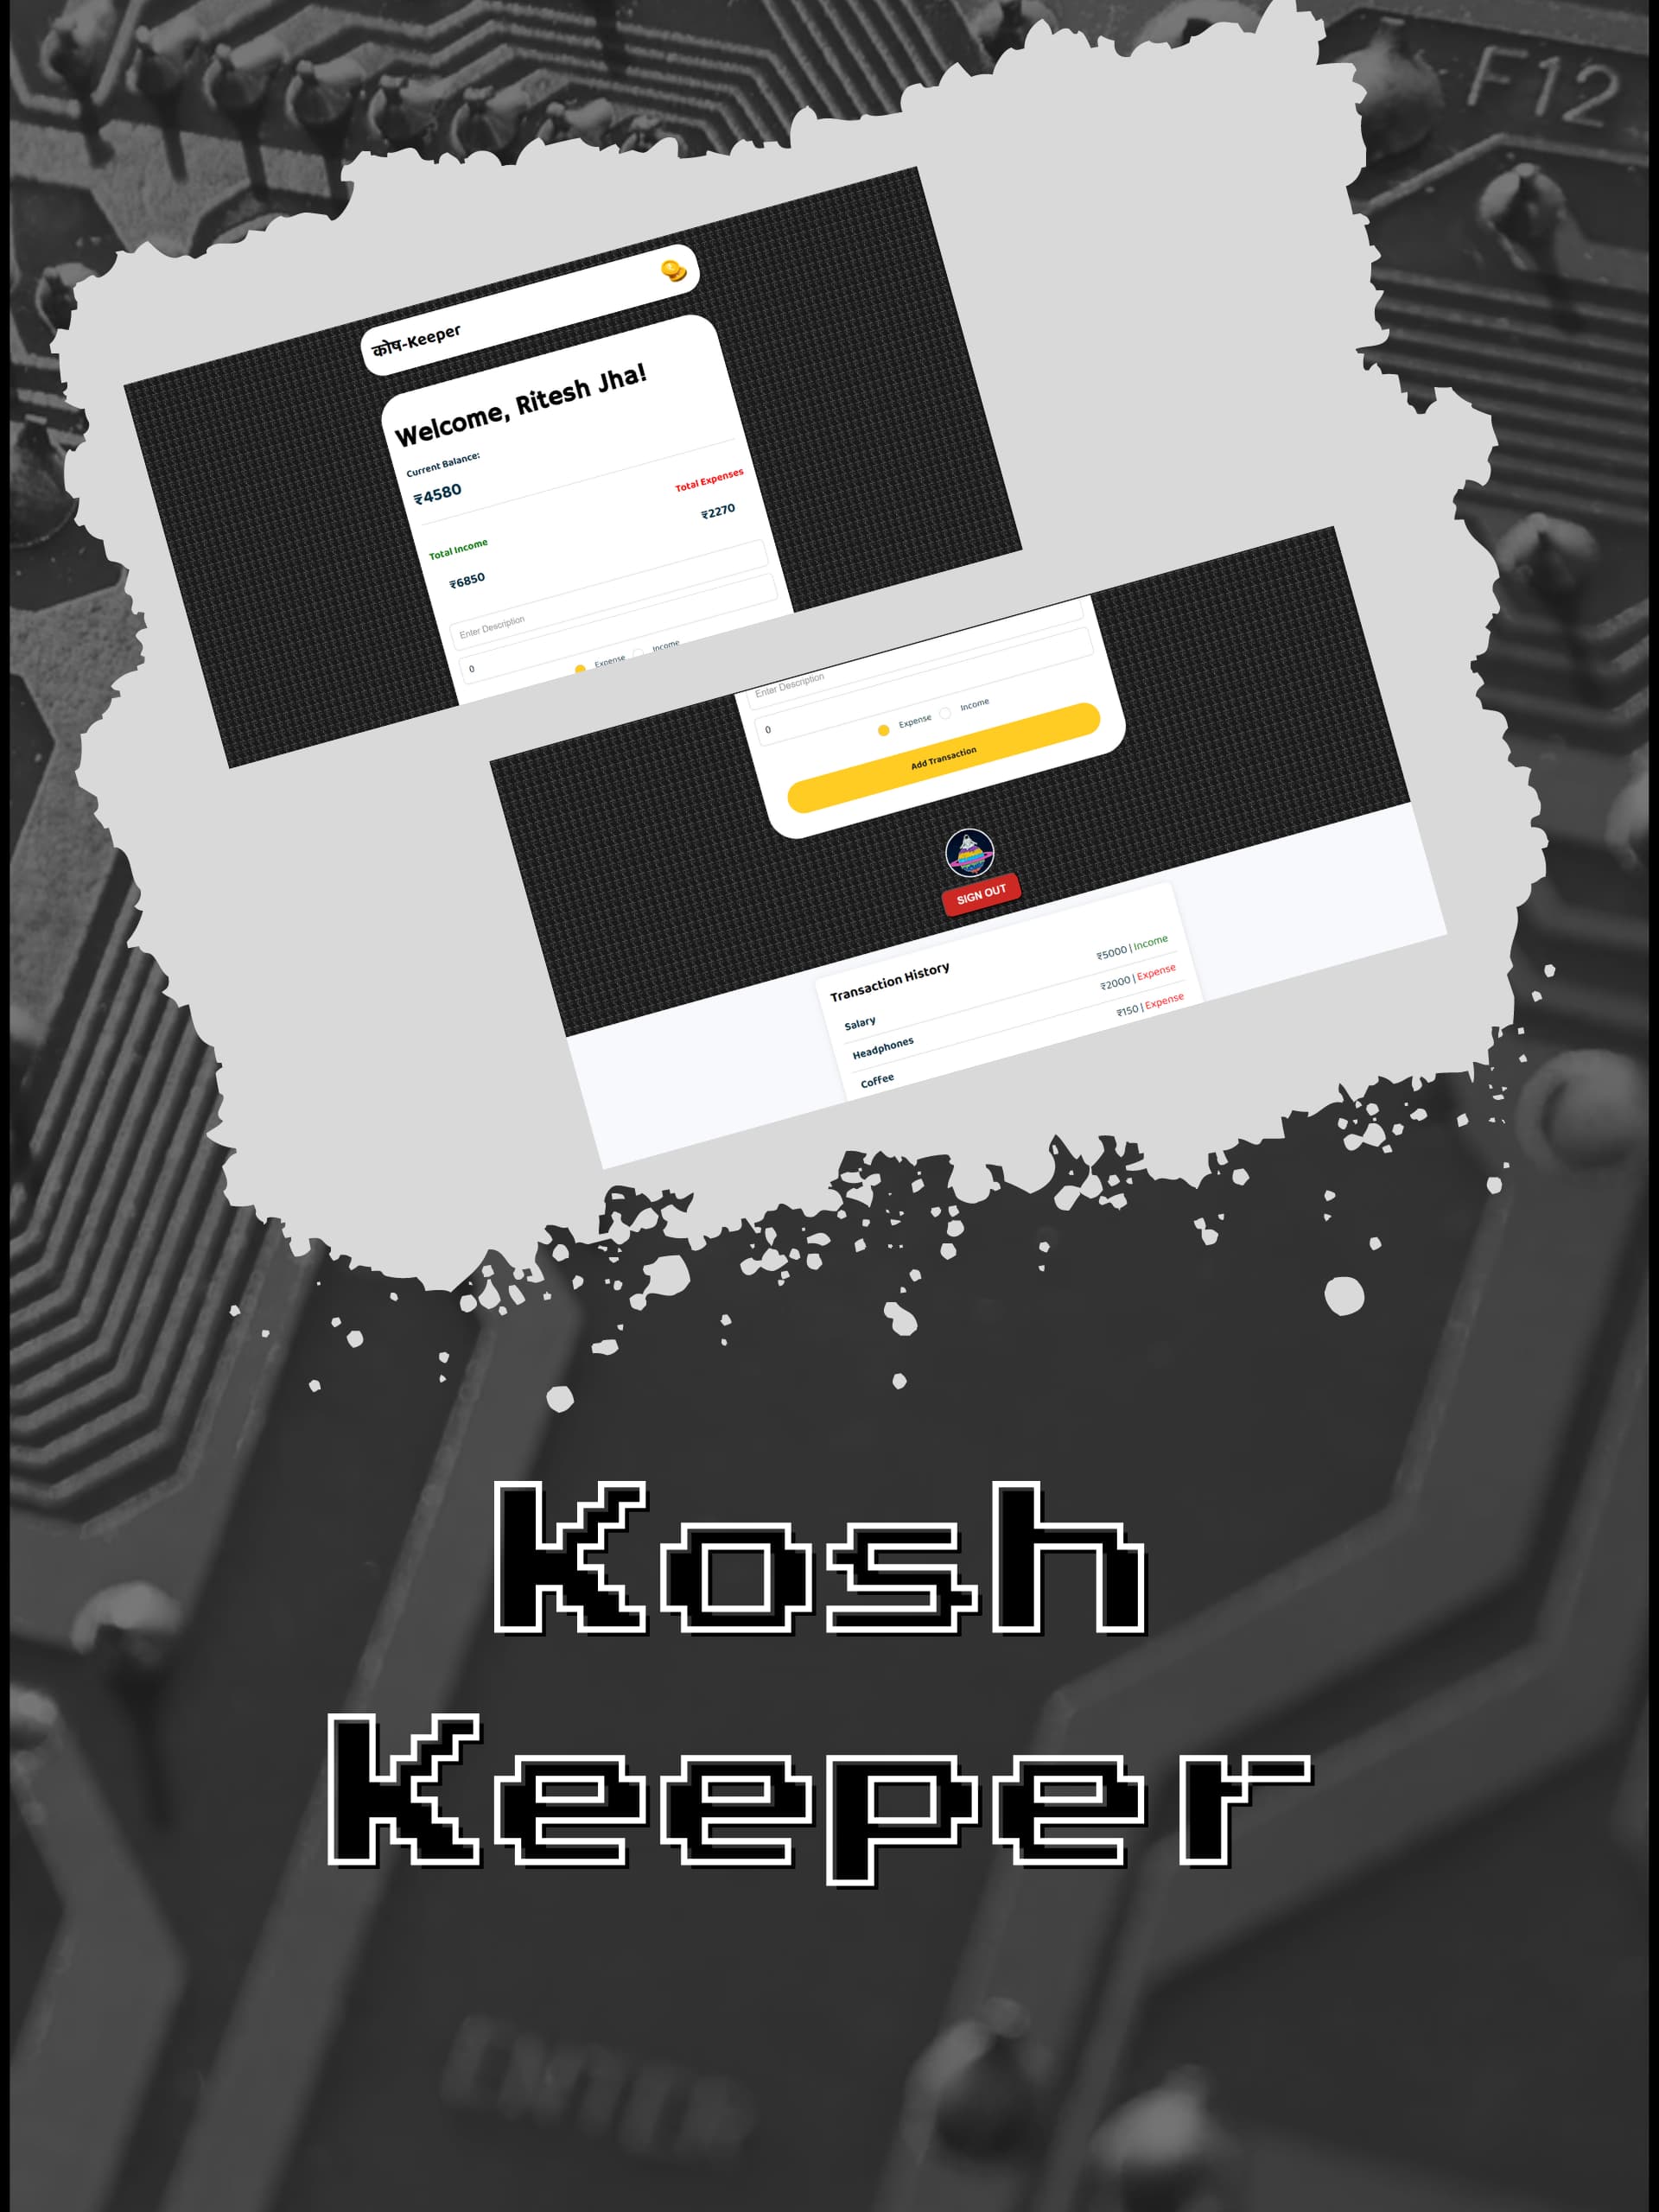 F12
कोष-Keeper
Welcome, Ritesh Jha!
Current Balance:
₹4580
Total Expenses
₹2270
Total Income
₹6850
Enter Description
0
Expense Income
Enter Description
0
Expense Income
Add Transaction
SIGN OUT
Transaction History
Salary ₹5000 | Income
Headphones ₹2000 | Expense
Coffee ₹150 | Expense
Kosh
Keeper